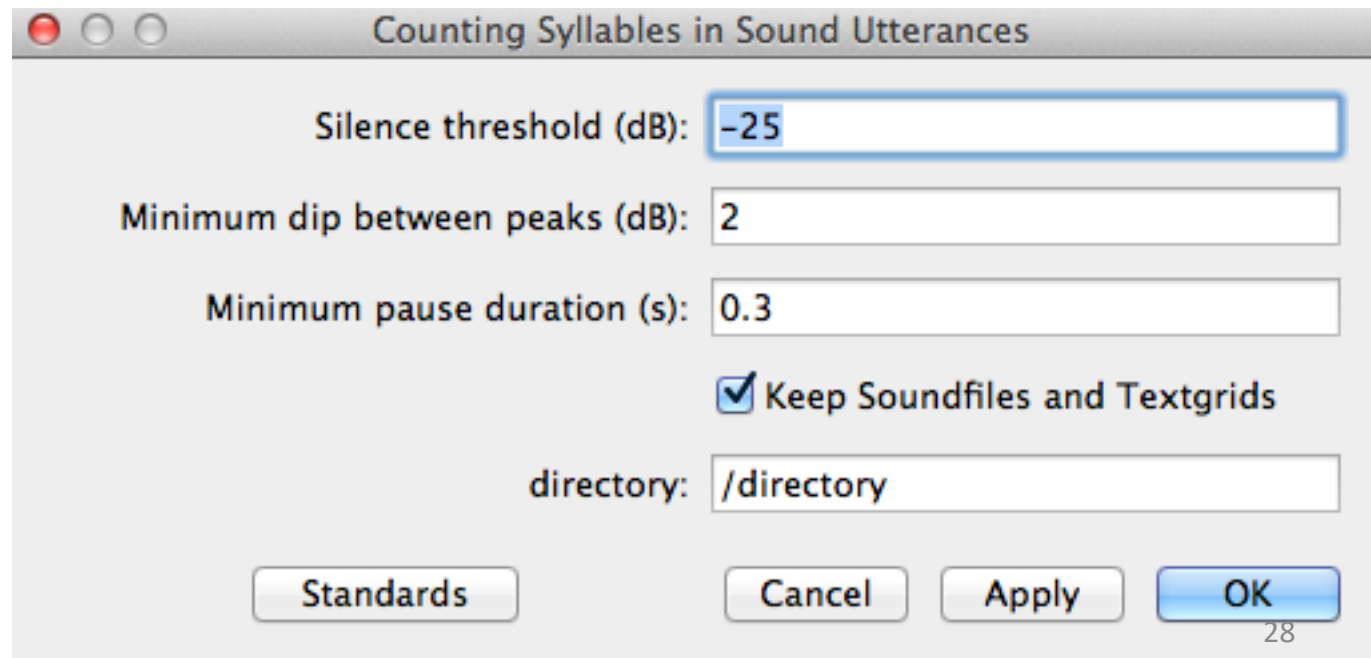 Counting Syllables in Sound Utterances
Silence threshold (dB): -25
Minimum dip between peaks (dB): 2
Minimum pause duration (s): 0.3
Keep Soundfiles and Textgrids
directory: /directory
Standards Cancel Apply OK
28